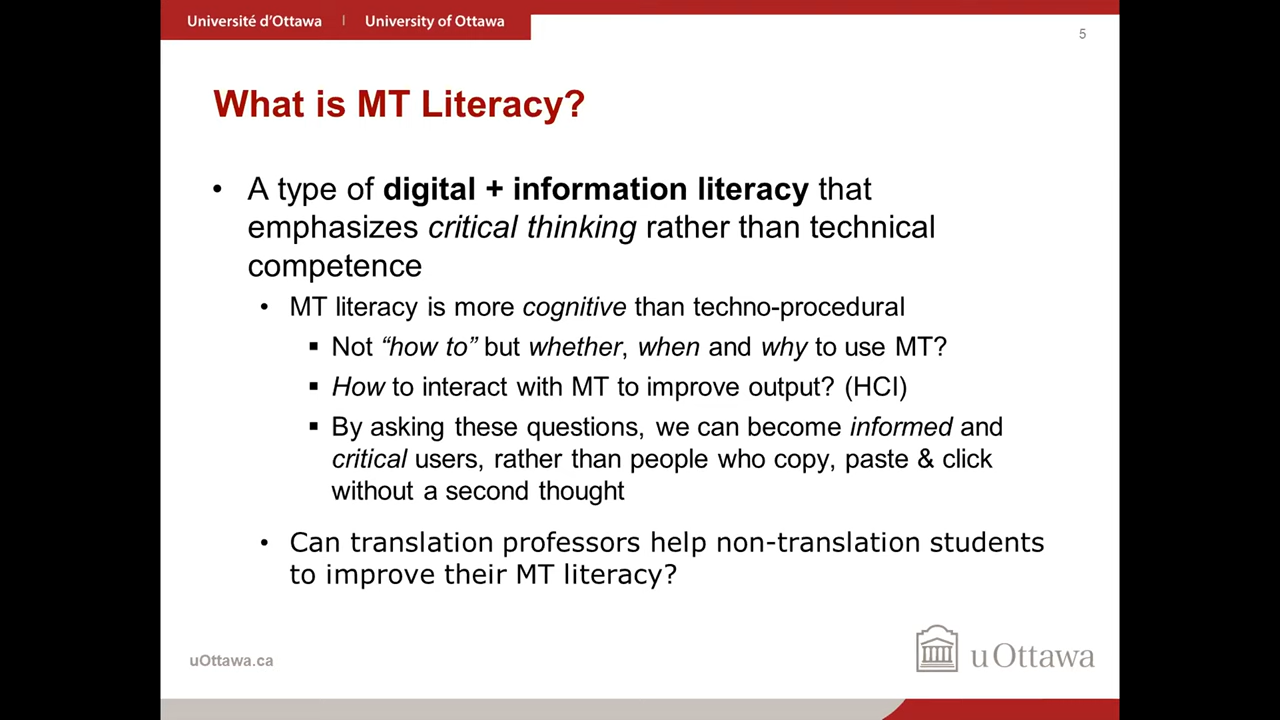 Université d'Ottawa | University of Ottawa
5
What is MT Literacy?
• A type of digital + information literacy that
emphasizes critical thinking rather than technical
competence
• MT literacy is more cognitive than techno-procedural
▪ Not “how to” but whether, when and why to use MT?
▪ How to interact with MT to improve output? (HCI)
▪ By asking these questions, we can become informed and
critical users, rather than people who copy, paste & click
without a second thought
• Can translation professors help non-translation students
to improve their MT literacy?
uOttawa.ca
uOttawa